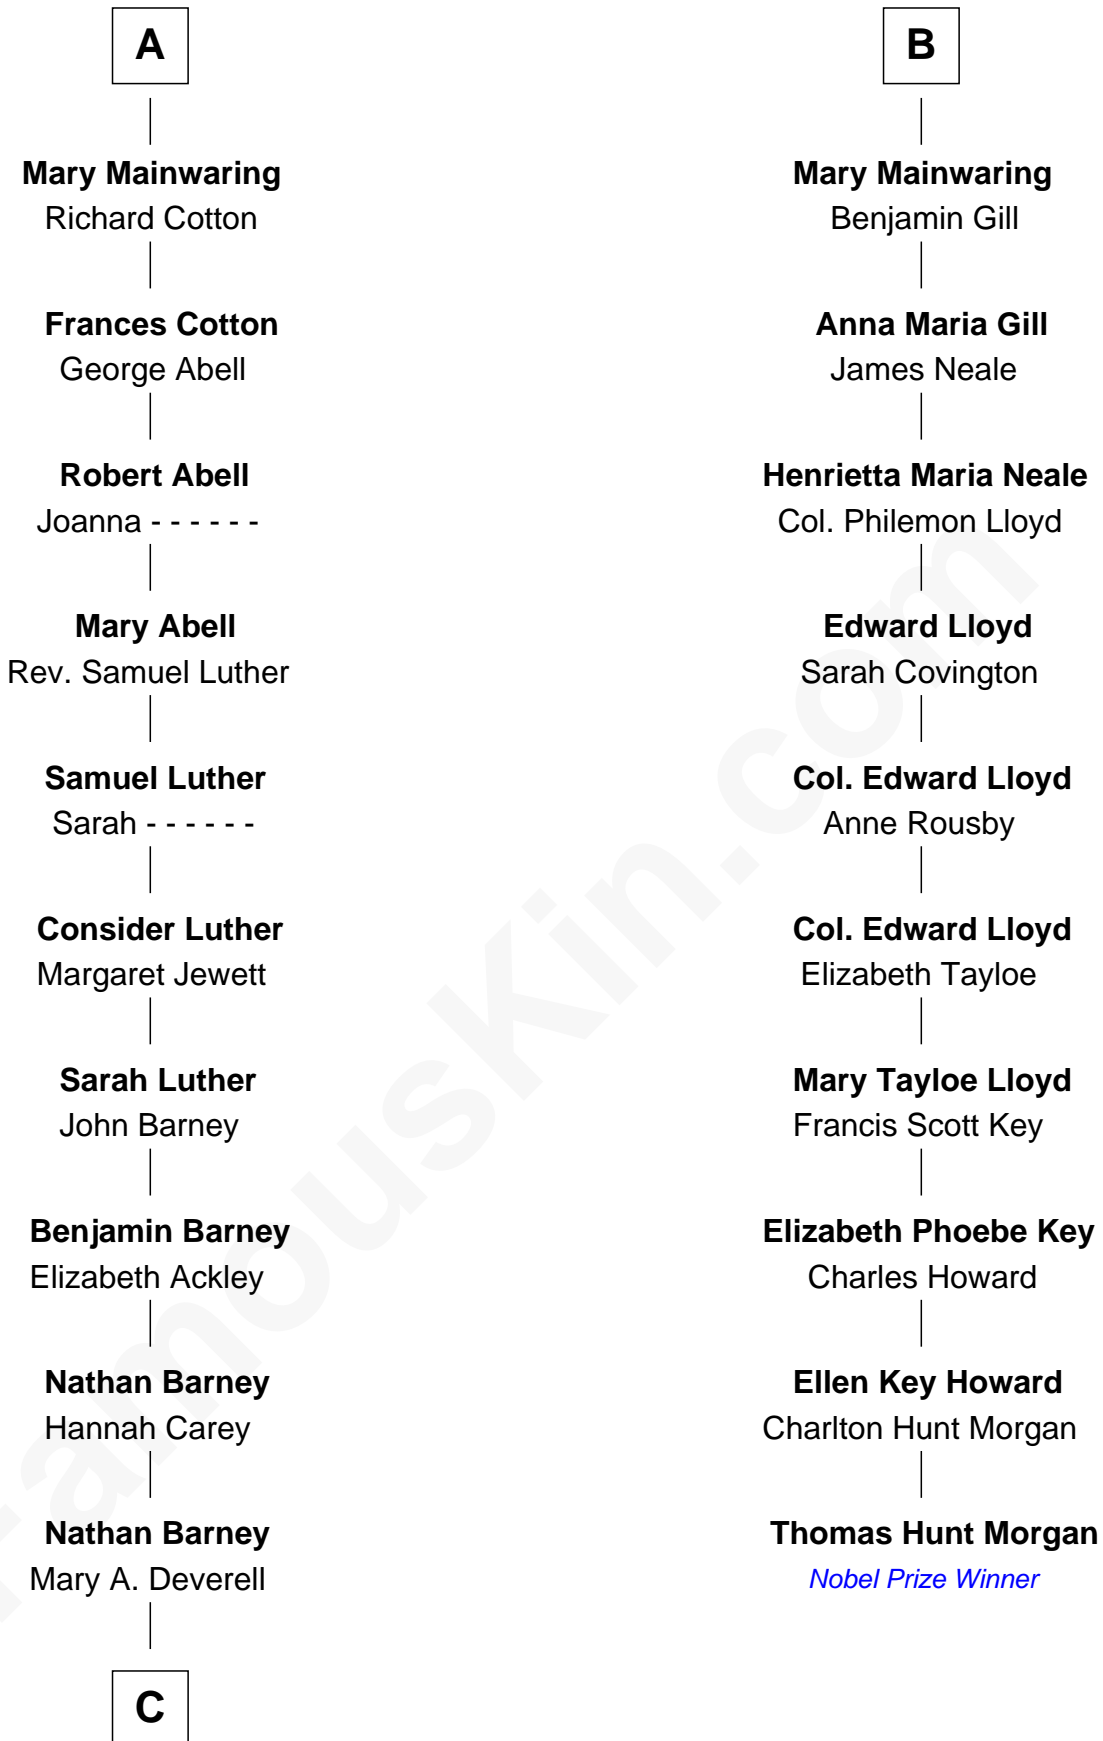 A
Mary Mainwaring
Richard Cotton
Frances Cotton
George Abell
Robert Abell
Joanna - - - - - -
Mary Abell
Rev. Samuel Luther
Samuel Luther
Sarah - - - - - -
Consider Luther
Margaret Jewett
Sarah Luther
John Barney
Benjamin Barney
Elizabeth Ackley
Nathan Barney
Hannah Carey
Nathan Barney
Mary A. Deverell
C
B
Mary Mainwaring
Benjamin Gill
Anna Maria Gill
James Neale
Henrietta Maria Neale
Col. Philemon Lloyd
Edward Lloyd
Sarah Covington
Col. Edward Lloyd
Anne Rousby
Col. Edward Lloyd
Elizabeth Tayloe
Mary Tayloe Lloyd
Francis Scott Key
Elizabeth Phoebe Key
Charles Howard
Ellen Key Howard
Charlton Hunt Morgan
Thomas Hunt Morgan
Nobel Prize Winner
FamousKin.com